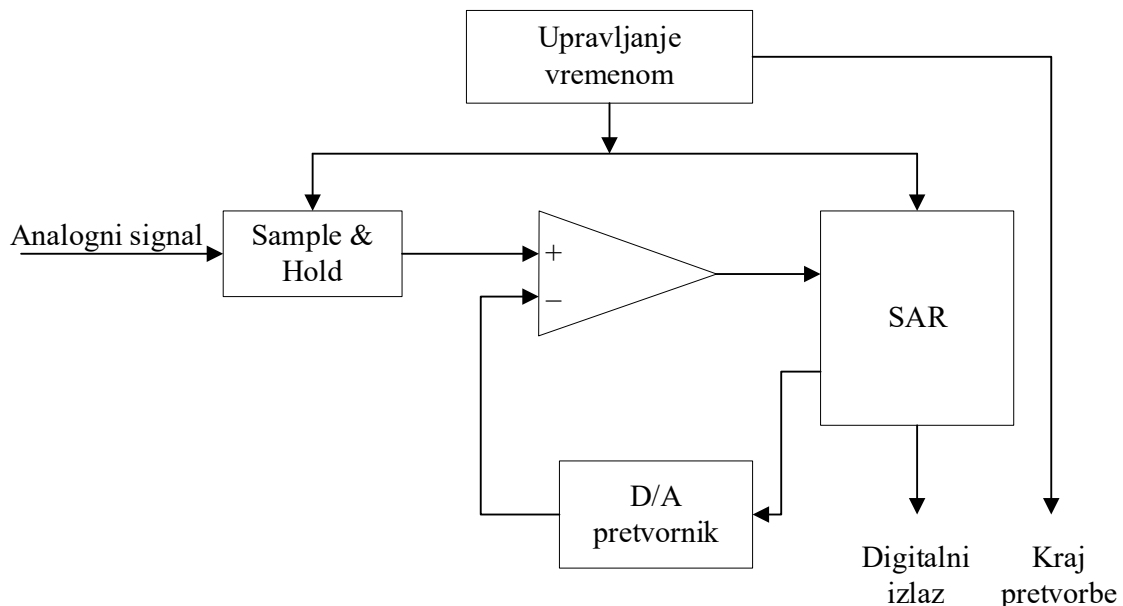 Upravljanje
vremenom
Analogni signal
Sample &
Hold
+
–
SAR
D/A
pretvornik
Digitalni
izlaz
Kraj
pretvorbe